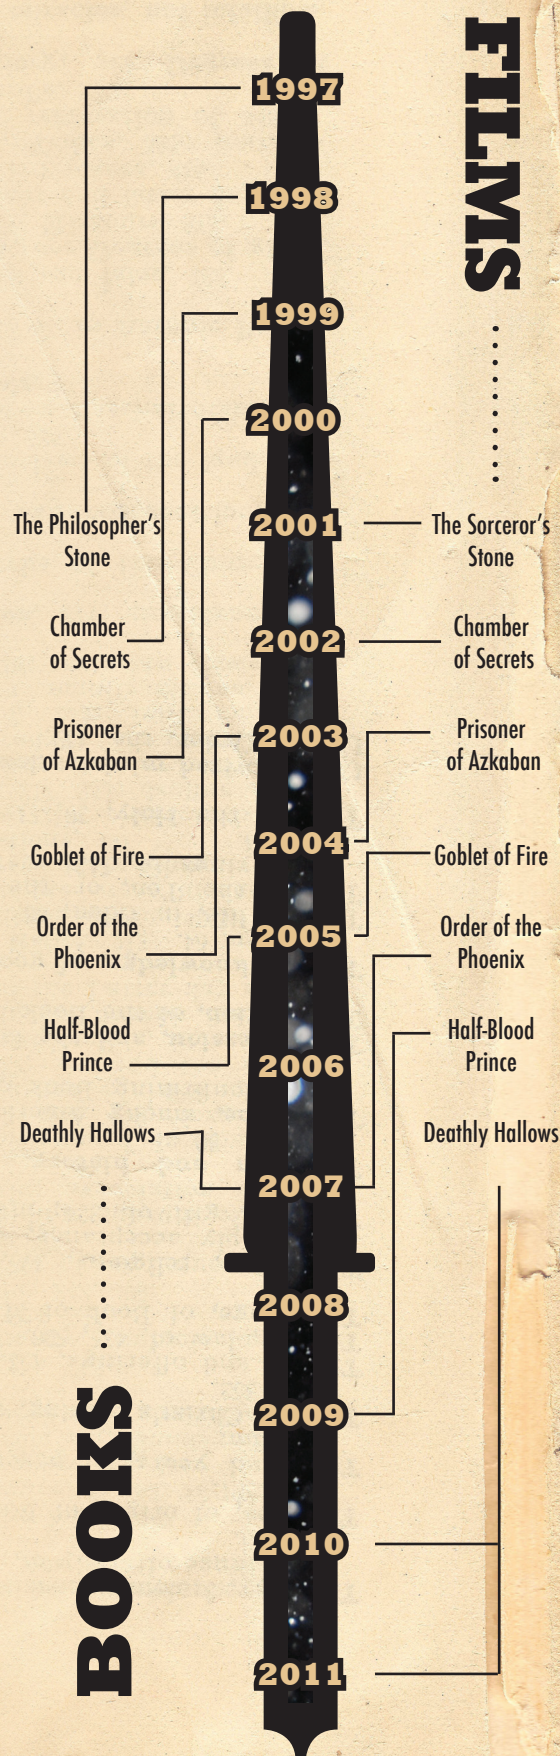 FILMS
1997
1998
1999
2000
2001
The Philosopher's
Stone
The Sorceror's
Stone
Chamber
of Secrets
2002
Chamber
of Secrets
Prisoner
of Azkaban
2003
Prisoner
of Azkaban
Goblet of Fire
2004
Goblet of Fire
Order of the
Phoenix
2005
Order of the
Phoenix
Half-Blood
Prince
2006
Half-Blood
Prince
Deathly Hallows
2007
Deathly Hallows
2008
2009
2010
2011
BOOKS